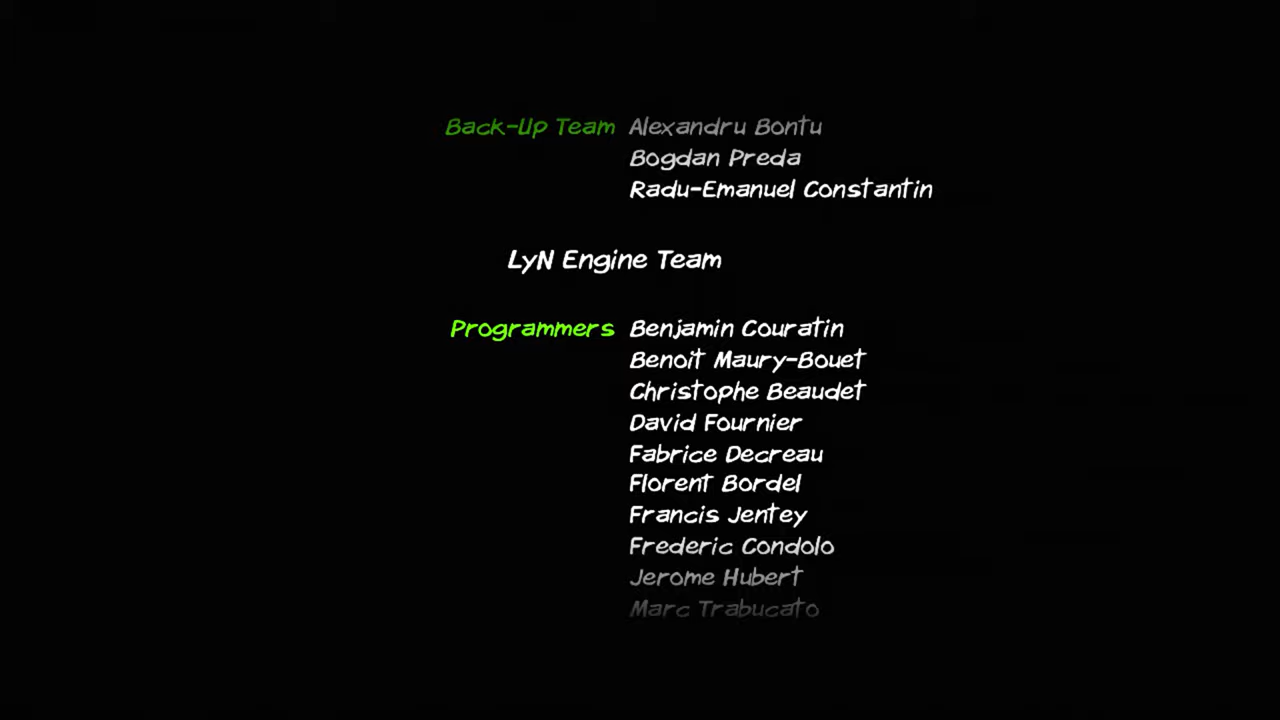 Back-Up Team Alexandru Bontu
Bogdan Preda
Radu-Emanuel Constantin
LyN Engine Team
Programmers Benjamin Couratin
Benoit Maury-Bouet
Christophe Beaudet
David Fournier
Fabrice Decreau
Florent Bordel
Francis Jentey
Frederic Condolo
Jerome Hubert
Marc Trabucato